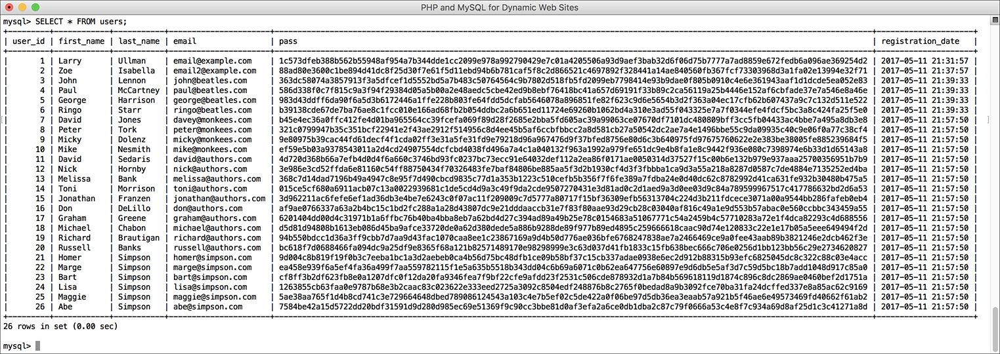 PHP and MySQL for Dynamic Web Sites
mysql> SELECT * FROM users;
| user_id | first_name | last_name | email | pass | registration_date |
| 1 | Larry | Ullman | email@example.com | 1c573dfeb388b562b55948af954a7b344dde1cc2099e978a992790429e7c01a4205506a93d9aef3bab32d6f06d75b7777a7ad8859e672fedb6a096ae369254d2 | 2017-05-11 21:31:57 |
| 2 | Zoe | Isabella | email2@example.com | 88ad80e3600c1be894d41dc8f25d30f7e61f5d11ebd94b6b781caf5f8c2d866521c4697892f328441a14ae840560fb367fcf73303968d3a1fa02e13994e32f71 | 2017-05-11 21:37:57 |
| 3 | John | Lennon | john@beatles.com | 363dc58074a3857913f3a5dfcef1d5552bd5a7b483c50764564c9b7802d518fb5fd2099eb7798414e93b9dae0f805b0910c4e6e361943aaf1d1dcde5ea052e83 | 2017-05-11 21:39:33 |
| 4 | Paul | McCartney | paul@beatles.com | 586d338f0c7f815c9a3f94f29384d05a5b00a2e48aedc5cbe42ed9b8ebf76418bc41a657d69191f33b89c2ca56119a25b4446e152af6cbfade37e7a546e8a46e | 2017-05-11 21:39:33 |
| 5 | George | Harrison | george@beatles.com | 983d43ddff6da90f6a5d3b6172446a1ffe228b803fe64fdd5dcfab5646078a896851fe82f623c9d6e5654b3d2f363a04ec17cfb62b607437a9c7c132d511e522 | 2017-05-11 21:39:33 |
| 6 | Ringo | Starr | ringo@beatles.com | b39138cde67de7ba76ae8c1fcc010e166ad68fb2b054ddbc2a6b651ed11724e69260b1062bd4a310e3ad55f043325e7a7f0344efe4fdcf5bc3a8c424fa25f5e0 | 2017-05-11 21:39:33 |
| 7 | David | Jones | davey@monkees.com | b45e4ec36a0ffc412fe4d01ba965564cc39fcefa069f89d28f2685e2bba5fd605ac39a99063ce07670df7101dc480809bff3cc5fb04433ac4bbe7a495a8db3e8 | 2017-05-11 21:57:50 |
| 8 | Peter | Tork | peter@monkees.com | 321c0799947b35c351bcf22941e2f43ae2912f514956c8d4ee45b5af6ccbfbbcc2a8d581cb27a50542dc2ae7a4e1496bbe55c9da09935c40c9e06f0a77c38cf4 | 2017-05-11 21:57:50 |
| 9 | Micky | Dolenz | micky@monkees.com | 9e80975b39cac44fd61decf4f1cda02ff3e31a5fe31fd9e79218d96a967476d9f37bfed8756e80d6c3b640975fd97675760622e2e383be38005fe885239684f5 | 2017-05-11 21:57:50 |
| 10 | Mike | Nesmith | mike@monkees.com | ef59e5b03a9378543011a2d4cd24907554dcfcbd4038fd496a7a4c1a040132f963a1992a979fe651dc9e4b8fa1e8c9442f936e080c7398974e6b33d1d65143a8 | 2017-05-11 21:57:50 |
| 11 | David | Sedaris | david@authors.com | 4d720d368b66a7efb4d0d4f6a660c3746bd93fc0237bc73ecc91e64032def112a2ea86f0171ae0050314d37527f15c00b6e132b979e937aaa25700356951b7b9 | 2017-05-11 21:57:50 |
| 12 | Nick | Hornby | nick@authors.com | 3e986e3cd52ffda6e81160c54ff88750434f70326483fe7baf84806be885aa5f3d2b1930cf4d3f3fbbba1ca9d3a55a218a8287d0587c7de4884e7135252ed4ba | 2017-05-11 21:57:50 |
| 13 | Melissa | Bank | melissa@authors.com | 368c7d14dad7196b49a4947c8e95f7d490cbcd9835c77d1a353b1223c510cefb5b356f7f6fe389a7fdba24e0d40dc62c8782992d41ca631fe932b30480b475a5 | 2017-05-11 21:57:50 |
| 14 | Toni | Morrison | toni@authors.com | 015ce5cf680a6911acb07c13a0022939681c1de5cd4d9a3c49f9da2cde9507270431e3d81ad0c2d1aed9a3d0ee03d9c84a789599967517c417786632bd2d6a53 | 2017-05-11 21:57:50 |
| 15 | Jonathan | Franzen | jonathan@authors.com | 3d962211ac6fefe6ef1ad36db3e4be7e6243c0f07ac11f209009c7d5777a80717f15bf36309efb56313704c224d3b211fdcece3071a00a9544bb286fafeb0eb4 | 2017-05-11 21:57:50 |
| 16 | Don | DeLillo | don@authors.com | af9ae0766337a63a2b4bc15c1bd2fc288a1a28d43807dc9e21dddaaccb31e7f83f80aae93d29cb28c03040af816c49a1e9d553b57abac0e560ccbbc343459a55 | 2017-05-11 21:57:50 |
| 17 | Graham | Greene | graham@authors.com | 6201404dd00d4c31971b1a6ffbc76b40ba4bba8eb7a62bd4d27c394ad89a49b25e78c0154683a51067771c54a2459b4c57710283a72e1f4dca82293c4d688556 | 2017-05-11 21:57:50 |
| 18 | Michael | Chabon | michael@authors.com | d5d81d94808b1613eb086d45ba9afce33720de0a62d380dede5a886b9288de89f977b89ed4895c259666618caac90d74e120833c22e1e17b05a5eee649494f2d | 2017-05-11 21:57:50 |
| 19 | Richard | Brautigan | richard@authors.com | 94b550bdcc1d36a3ff9cbb7d7aa9d43fac1070caa8ee1c23867169a9d4b50d776ae036bfe6768247838ae7a2466469ce9a0fee43aab89b3821246e2dcb462f3e | 2017-05-11 21:57:50 |
| 20 | Russell | Banks | russell@authors.com | bc618f7d0688466fa094dc9a25df9e8365f68a121b82571489170e98298999e3c63d037d41fb1833c15fb638bec666c706e0256d1bb123bb56c29e2734620827 | 2017-05-11 21:57:50 |
| 21 | Homer | Simpson | homer@simpson.com | 9d004c8b819f19f0b3c7eeba1bc1a3d2aebeb0ca4b56d75bc48dfb1ce09b58bf37c15cb337adae0938e6ec2d912b88315b93efc6825045dc8c322c88c03e4acc | 2017-05-11 21:57:50 |
| 22 | Marge | Simpson | marge@simpson.com | ea458e939f6a5ef4fa36a499f7aa559782115f1e5a635b5518b343dd04c6b69a6071c0b62ea647756e60897e9d6db5e5af3d7c59d5bc18b7add1048d917c85a0 | 2017-05-11 21:57:50 |
| 23 | Bart | Simpson | bart@simpson.com | cf8ff3b2df623fb8e0a1207dfc0f12da20fa9346fea7f9bf22cfe9afdd23f2531c506cde878932d1a7b84b569618119d1874c896c8dc2869ae0460bef2d1751a | 2017-05-11 21:57:50 |
| 24 | Lisa | Simpson | lisa@simpson.com | 1263855cb63faa0e9787b68e3b2caac83c023622e333eed2725a3092c8504edf248876b8c2765f0bedad8a9b3092fce70ba31fa24dcffed337e8a85ac62c9169 | 2017-05-11 21:57:50 |
| 25 | Maggie | Simpson | maggie@simpson.com | 5ae38aa765f1d4b8cd741c3e729664648dbed789086124543a103c4e7b5ef02c5de422a0f06be97d5db36ea3eaab57a921b5f46ae6e49573469fd40662f61ab2 | 2017-05-11 21:57:50 |
| 26 | Abe | Simpson | abe@simpson.com | 7584be42a15d5722dd20bdf31591d9d280d985ec69e51369f9c90cc3bbe81d0af3efa2a6ce0db1dba2c87c79f0666a53c4e8f7c934a69d8af25d1c3c41271a8d | 2017-05-11 21:57:50 |
26 rows in set (0.00 sec)
mysql>